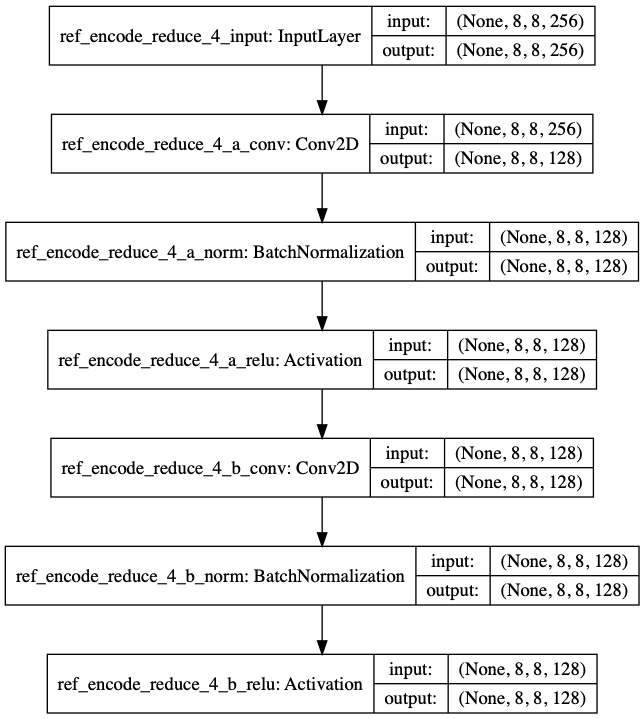 ref_encode_reduce_4_input: InputLayer
input: (None, 8, 8, 256)
output: (None, 8, 8, 256)
ref_encode_reduce_4_a_conv: Conv2D
input: (None, 8, 8, 256)
output: (None, 8, 8, 128)
ref_encode_reduce_4_a_norm: BatchNormalization
input: (None, 8, 8, 128)
output: (None, 8, 8, 128)
ref_encode_reduce_4_a_relu: Activation
input: (None, 8, 8, 128)
output: (None, 8, 8, 128)
ref_encode_reduce_4_b_conv: Conv2D
input: (None, 8, 8, 128)
output: (None, 8, 8, 128)
ref_encode_reduce_4_b_norm: BatchNormalization
input: (None, 8, 8, 128)
output: (None, 8, 8, 128)
ref_encode_reduce_4_b_relu: Activation
input: (None, 8, 8, 128)
output: (None, 8, 8, 128)